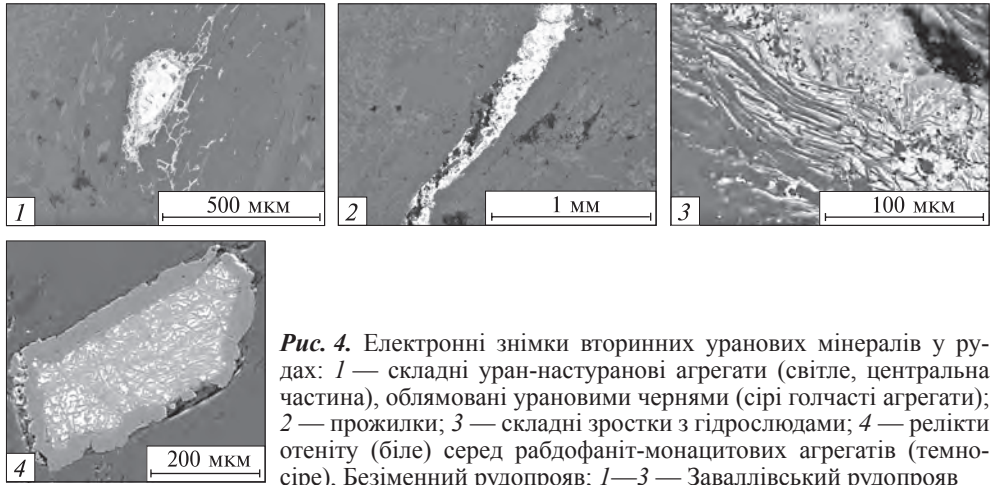 1
500 мкм
2
1 мм
3
100 мкм
4
200 мкм
Рис. 4. Електронні знімки вторинних уранових мінералів у ру-
дах: 1 — складні уран-настуранові агрегати (світле, центральна
частина), облямовані урановими чернями (сірі голчасті агрегати);
2 — прожилки; 3 — складні зростки з гідрослюдами; 4 — релікти
отеніту (біле) серед рабдофаніт-монацитових агрегатів (темно-
сіре), Безіменний рудопрояв; 1—3 — Заваллівський рудопрояв